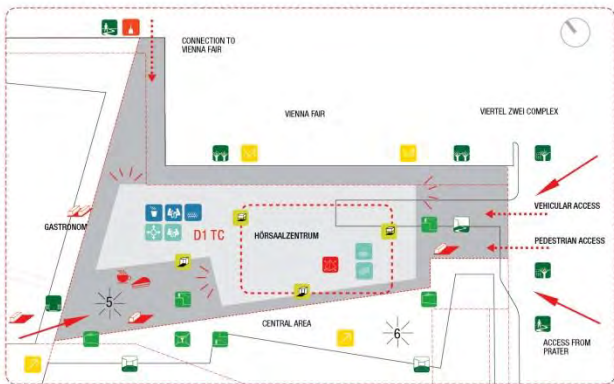 CONNECTION TO
VIENNA FAIR
VIENNA FAIR
VIERTEL ZWEI COMPLEX
VEHICULAR ACCESS
GASTRONOM
D1 TC
HÖRSAALZENTRUM
PEDESTRIAN ACCESS
5
CENTRAL AREA
6
ACCESS FROM
PRATER